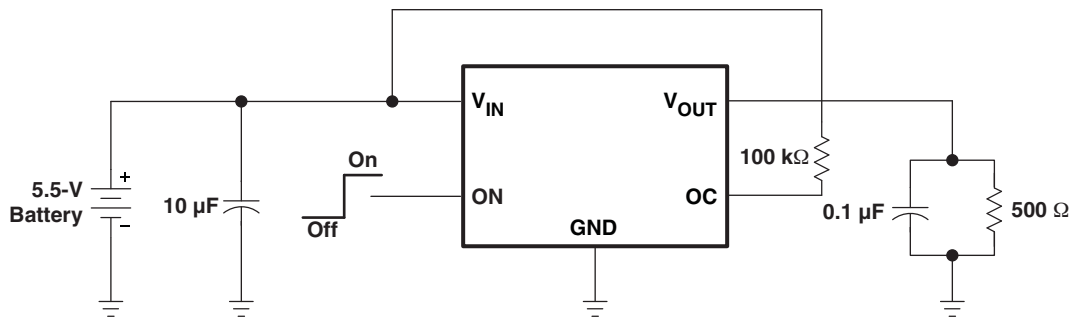 V_IN
V_OUT
100 kΩ
On
+
5.5-V
Battery
–
10 µF
ON
OC
Off
GND
0.1 µF
500 Ω